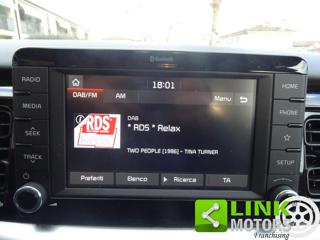 Bluetooth
18:01
DAB/FM
AM
Menu
RADIO
MEDIA
SEEK
TRACK
HOME
PHONE
SETUP
RDS
DAB
* RDS * Relax
TWO PEOPLE [1986] - TINA TURNER
Preferiti
Elenco
Ricerca
TA
LINK
MOTORS
Franchising